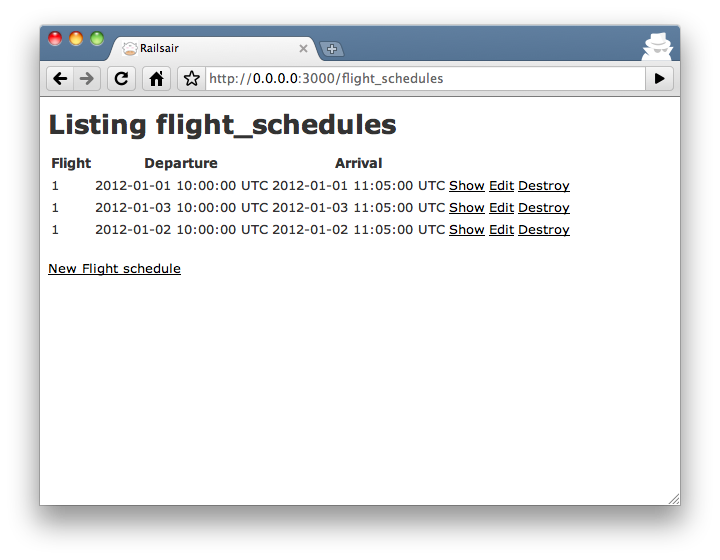 Railsair
http://0.0.0.0:3000/flight_schedules
Listing flight_schedules
Flight Departure Arrival
1 2012-01-01 10:00:00 UTC 2012-01-01 11:05:00 UTC Show Edit Destroy
1 2012-01-03 10:00:00 UTC 2012-01-03 11:05:00 UTC Show Edit Destroy
1 2012-01-02 10:00:00 UTC 2012-01-02 11:05:00 UTC Show Edit Destroy
New Flight schedule